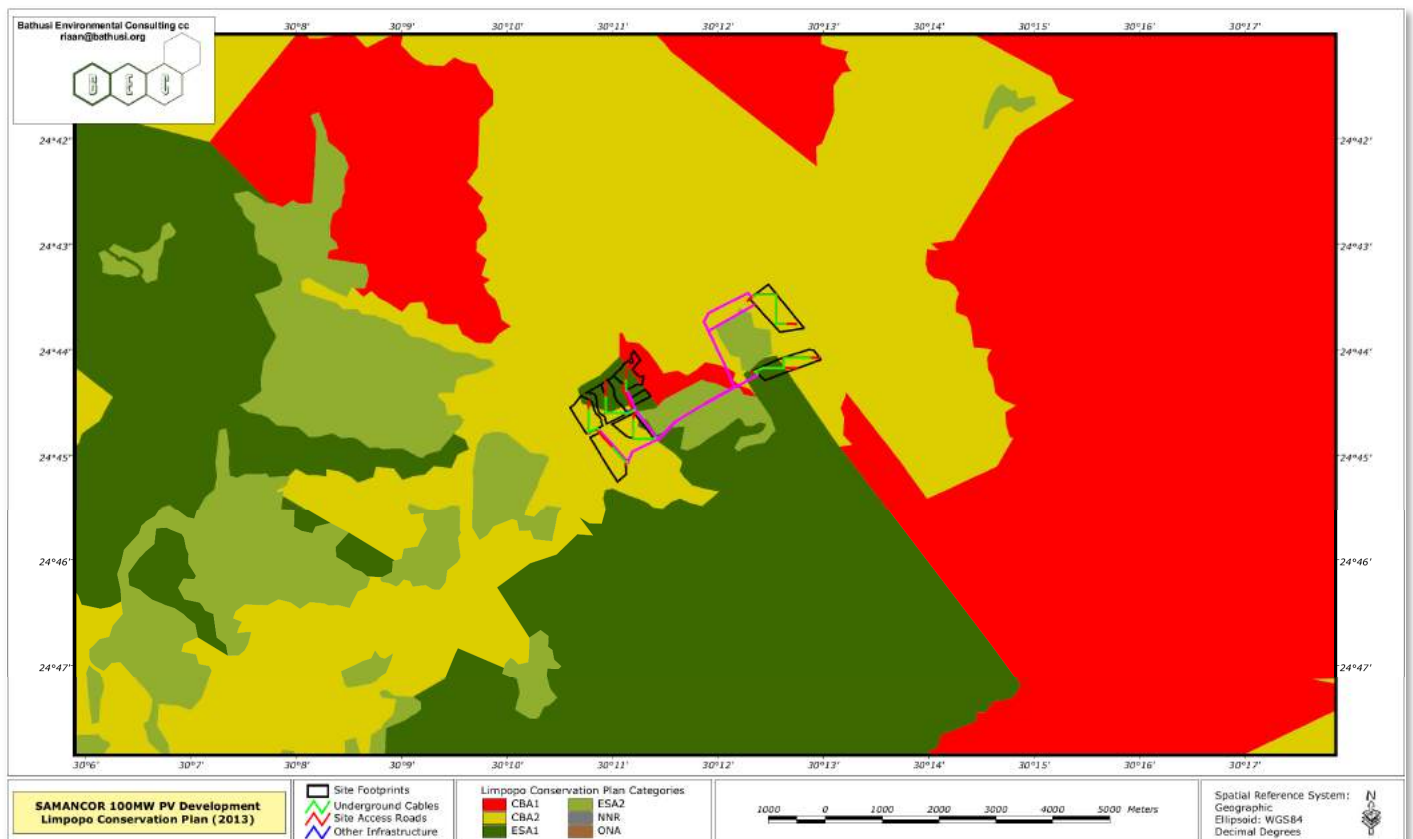 Bathusi Environmental Consulting cc
riaan@bathusi.org
B E C
30°8' 30°9' 30°10' 30°11' 30°12' 30°13' 30°14' 30°15' 30°16' 30°17'
24°42' 24°42'
24°43' 24°43'
24°44' 24°44'
24°45' 24°45'
24°46' 24°46'
24°47' 24°47'
30°6' 30°7' 30°8' 30°9' 30°10' 30°11' 30°12' 30°13' 30°14' 30°15' 30°16' 30°17'
SAMANCOR 100MW PV Development
Limpopo Conservation Plan (2013)
Site Footprints
Underground Cables
Site Access Roads
Other Infrastructure
Limpopo Conservation Plan Categories
CBA1 ESA2
CBA2 NNR
ESA1 ONA
1000 0 1000 2000 3000 4000 5000 Meters
Spatial Reference System:
Geographic
Ellipsoid: WGS84
Decimal Degrees
N